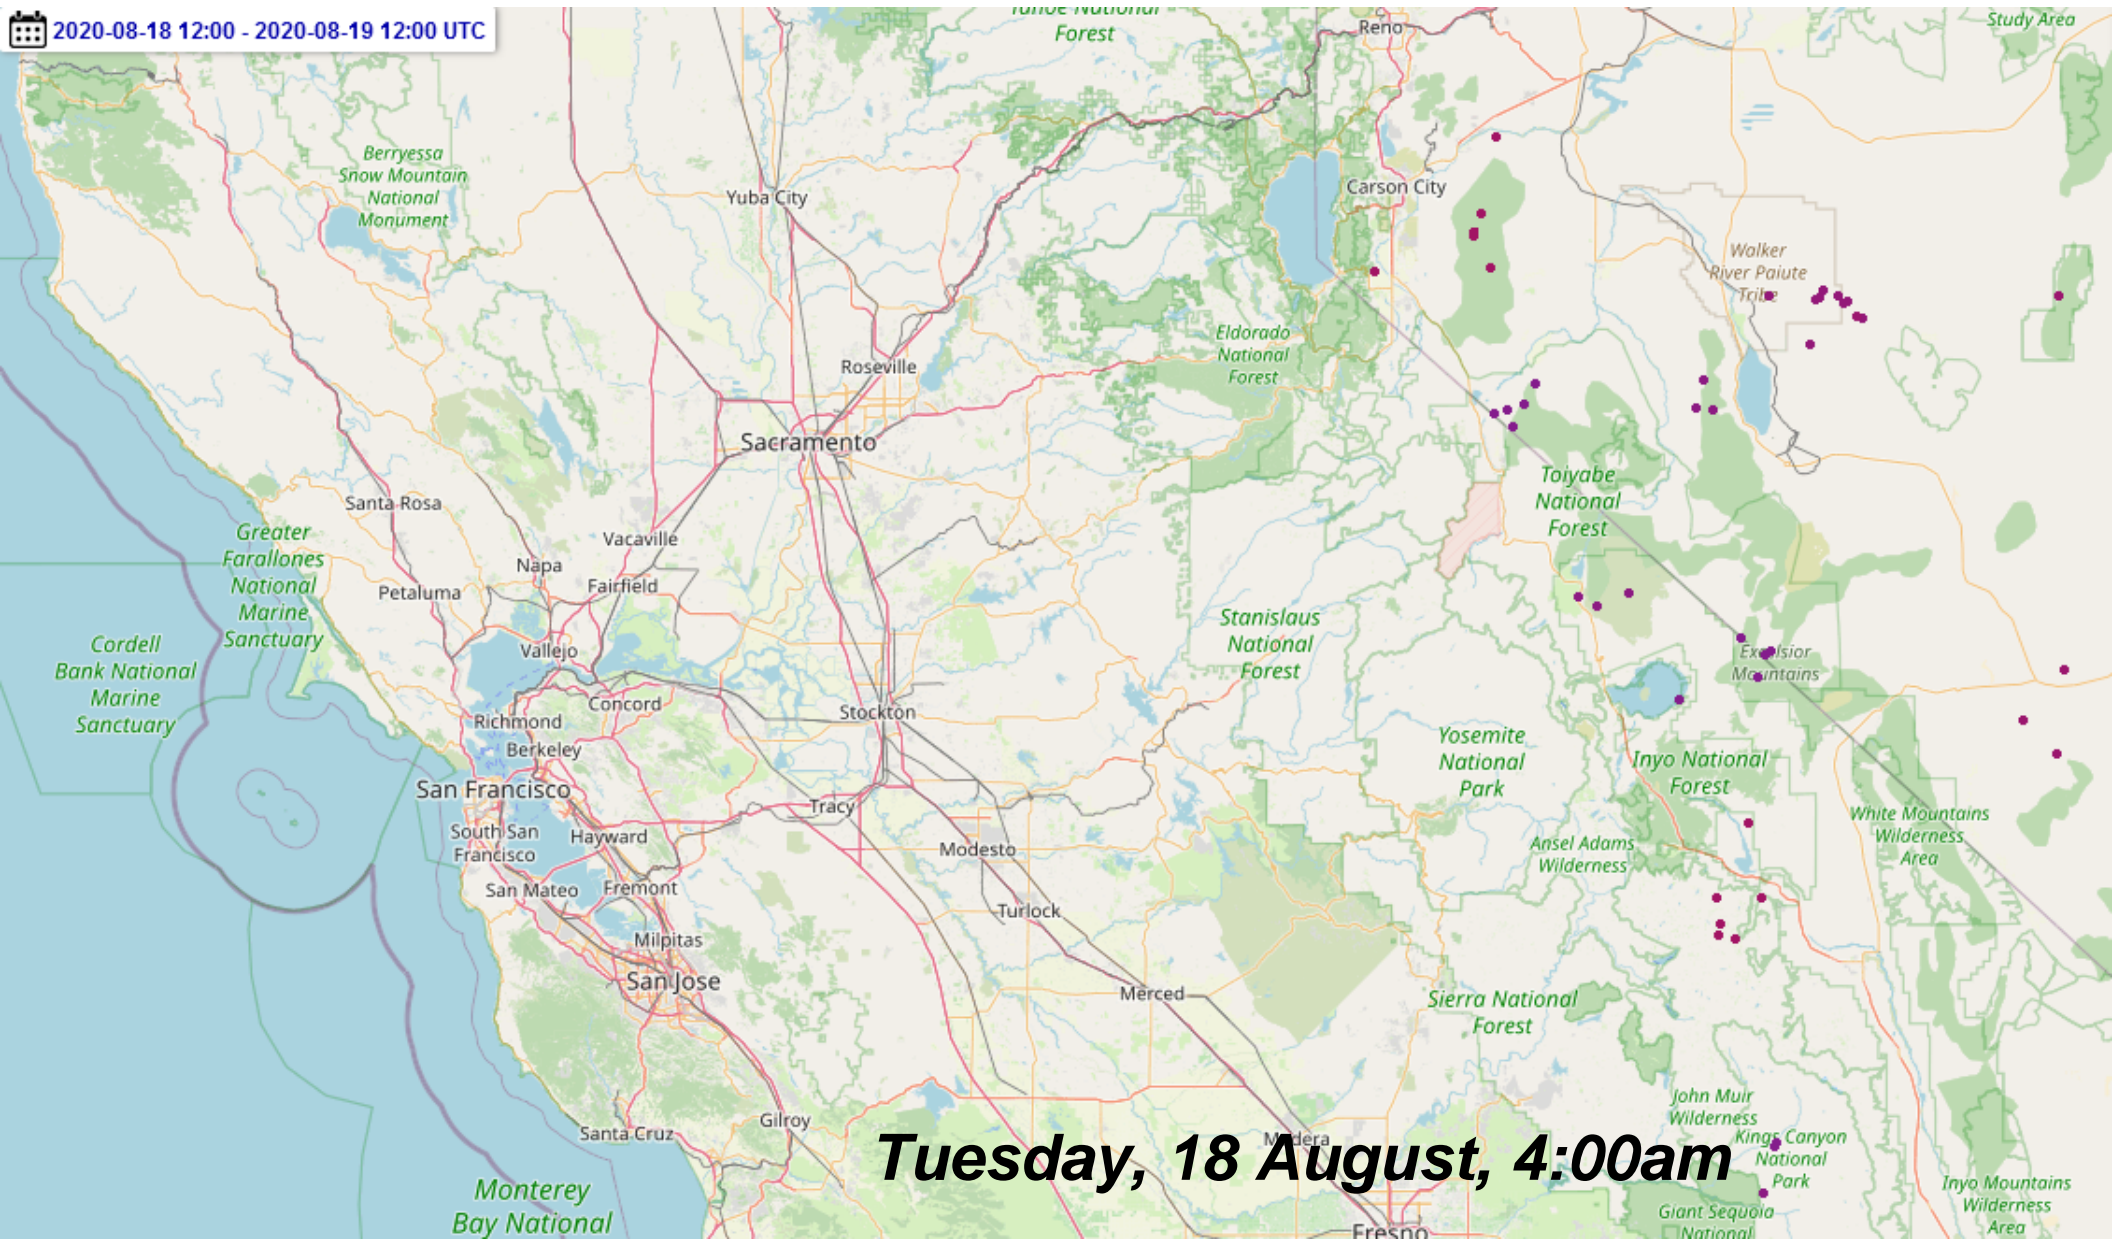 2020-08-18 12:00 - 2020-08-19 12:00 UTC
Tahoe National
Forest
Reno
Study Area
Berryessa
Snow Mountain
National
Monument
Yuba City
Carson City
Walker
River Paiute
Tribe
Eldorado
National
Forest
Roseville
Sacramento
Toiyabe
National
Forest
Santa Rosa
Greater
Farallones
National
Marine
Sanctuary
Vacaville
Napa
Fairfield
Petaluma
Cordell
Bank National
Marine
Sanctuary
Vallejo
Stanislaus
National
Forest
Excelsior
Mountains
Concord
Richmond
Stockton
Berkeley
Yosemite
National
Park
Inyo National
Forest
San Francisco
Tracy
South San
Francisco
Hayward
Modesto
Ansel Adams
Wilderness
White Mountains
Wilderness
Area
San Mateo
Fremont
Turlock
Milpitas
San Jose
Merced
Sierra National
Forest
John Muir
Wilderness
Gilroy
Santa Cruz
Madera
Kings Canyon
National
Park
Tuesday, 18 August, 4:00am
Monterey
Bay National
Inyo Mountains
Wilderness
Area
Giant Sequoia
National
Fresno